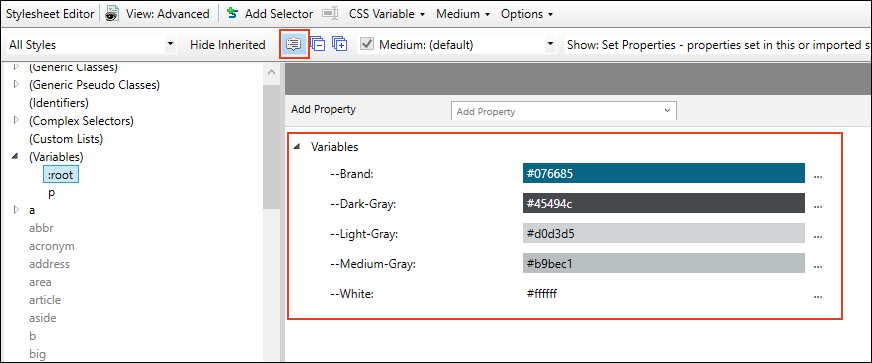 Stylesheet Editor View: Advanced Add Selector CSS Variable Medium Options
All Styles Hide Inherited Medium: (default) Show: Set Properties - properties set in this or imported s
(Generic Classes)
(Generic Pseudo Classes)
(Identifiers)
(Complex Selectors)
(Custom Lists)
(Variables)
:root
p
a
abbr
acronym
address
area
article
aside
b
big
Add Property Add Property
Variables
--Brand: #076685 ...
--Dark-Gray: #45494c ...
--Light-Gray: #d0d3d5 ...
--Medium-Gray: #b9bec1 ...
--White: #ffffff ...